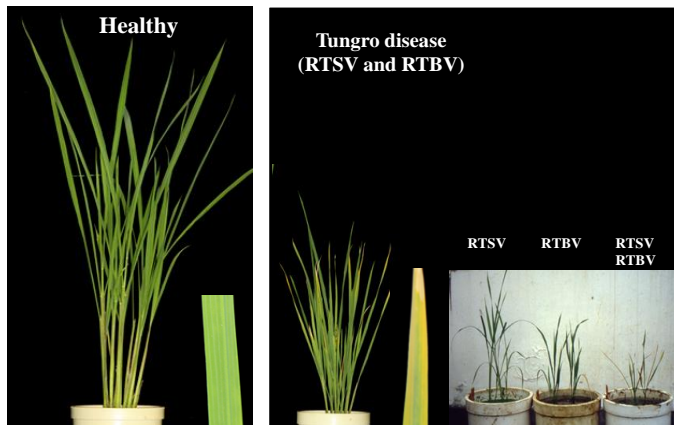 Healthy
Tungro disease
(RTSV and RTBV)
RTSV
RTBV
RTSV
RTBV